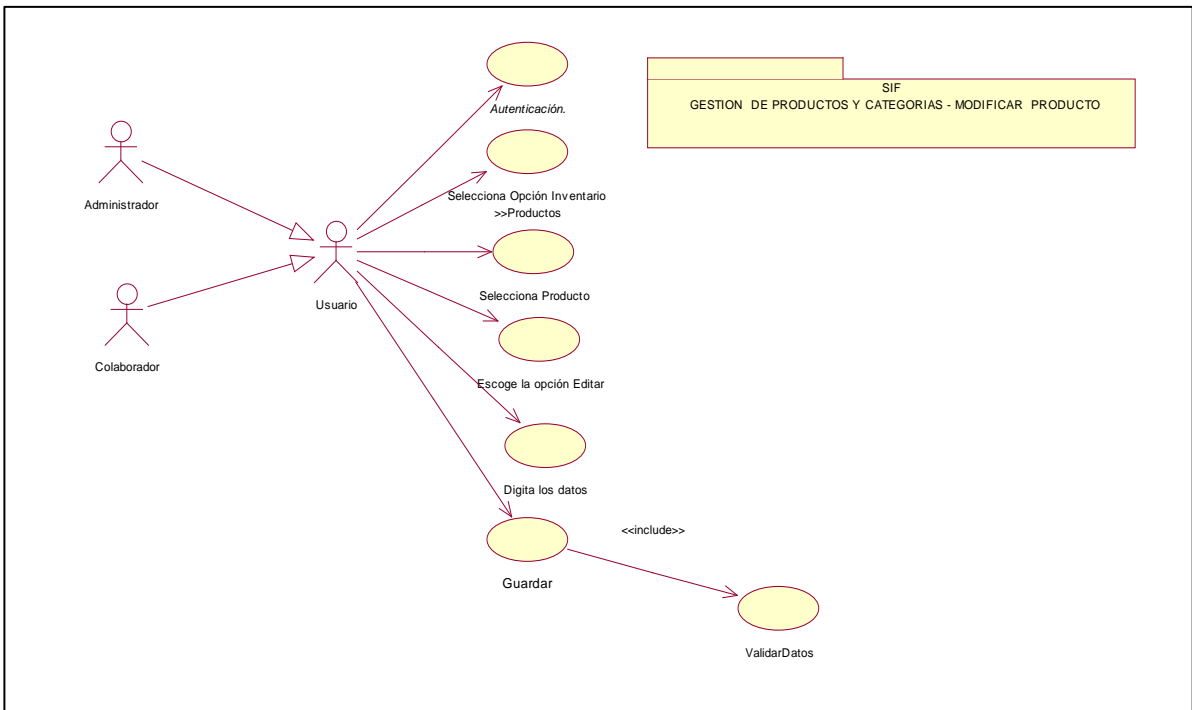 Autenticación.
SIF
GESTION DE PRODUCTOS Y CATEGORIAS - MODIFICAR PRODUCTO
Administrador
Selecciona Opción Inventario
>>Productos
Usuario
Selecciona Producto
Colaborador
Escoge la opción Editar
Digita los datos
<<include>>
Guardar
ValidarDatos